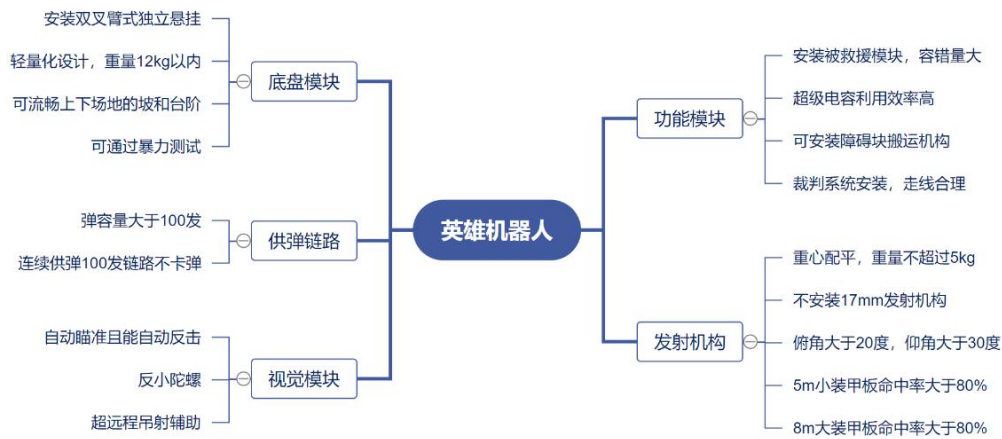 英雄机器人
底盘模块
安装双叉臂式独立悬挂
轻量化设计，重量12kg以内
可流畅上下场地的坡和台阶
可通过暴力测试
供弹链路
弹容量大于100发
连续供弹100发链路不卡弹
视觉模块
自动瞄准且能自动反击
反小陀螺
超远程吊射辅助
功能模块
安装被救援模块，容错量大
超级电容利用效率高
可安装障碍块搬运机构
裁判系统安装，走线合理
发射机构
重心配平，重量不超过5kg
不安装17mm发射机构
俯角大于20度，仰角大于30度
5m小装甲板命中率大于80%
8m大装甲板命中率大于80%